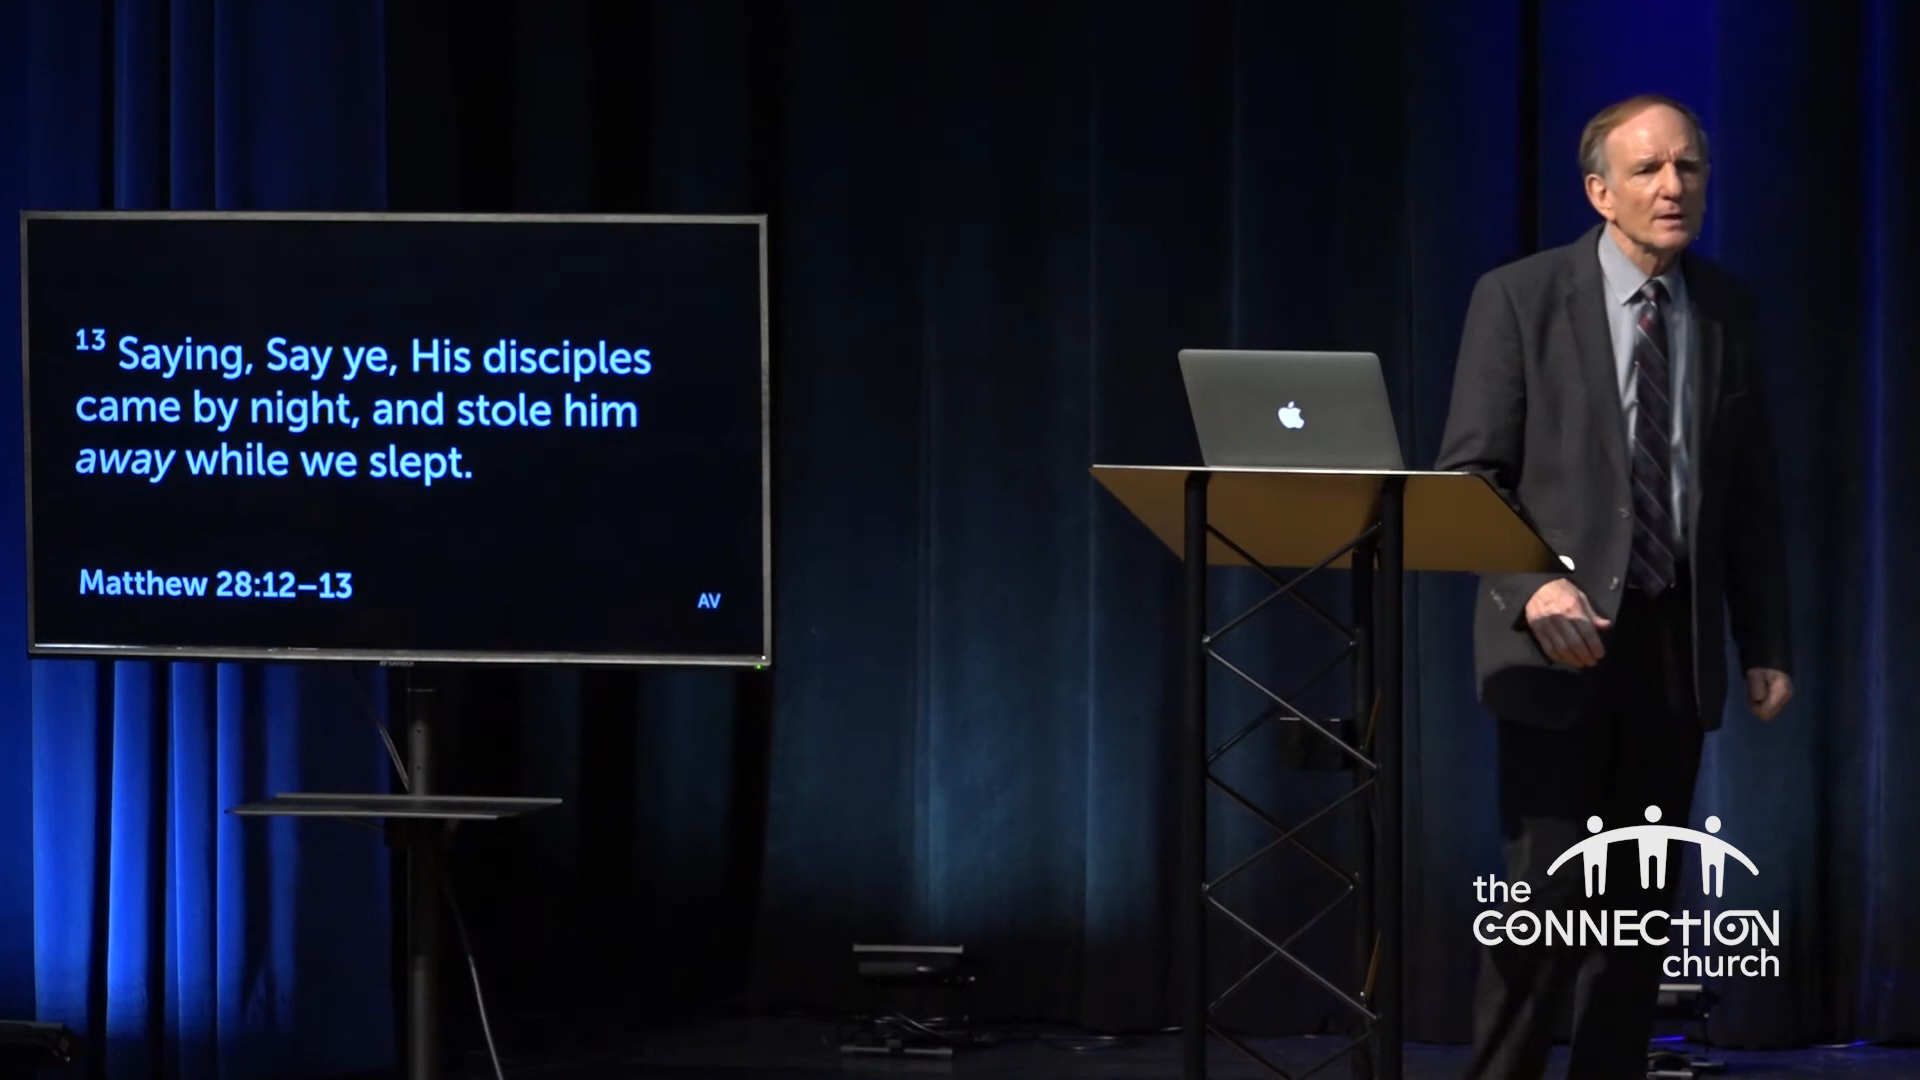 13 Saying, Say ye, His disciples
came by night, and stole him
away while we slept.
Matthew 28:12–13
AV
the
CONNECTION
church